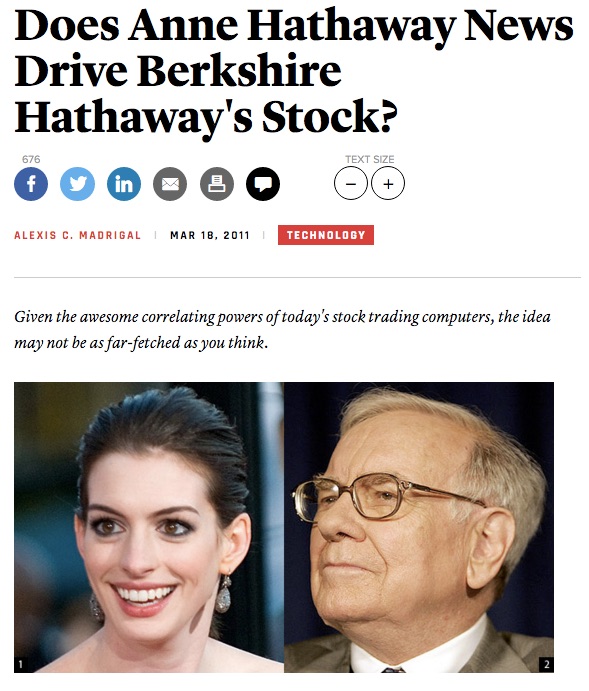 Does Anne Hathaway News
Drive Berkshire
Hathaway's Stock?
676
TEXT SIZE
f
in
− +
ALEXIS C. MADRIGAL | MAR 18, 2011 | TECHNOLOGY
Given the awesome correlating powers of today's stock trading computers, the idea
may not be as far-fetched as you think.
1
2